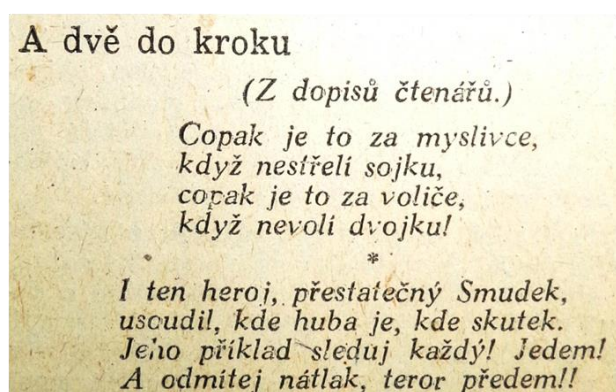 A dvě do kroku
(Z dopisů čtenářů.)
Copak je to za myslivce,
když nestřelí sojku,
copak je to za voliče,
když nevolí dvojku!
*
I ten heroj, přestatečný Smudek,
usoudil, kde huba je, kde skutek.
Jeho příklad sleduj každý! Jedem!
A odmítej nátlak, teror předem!!